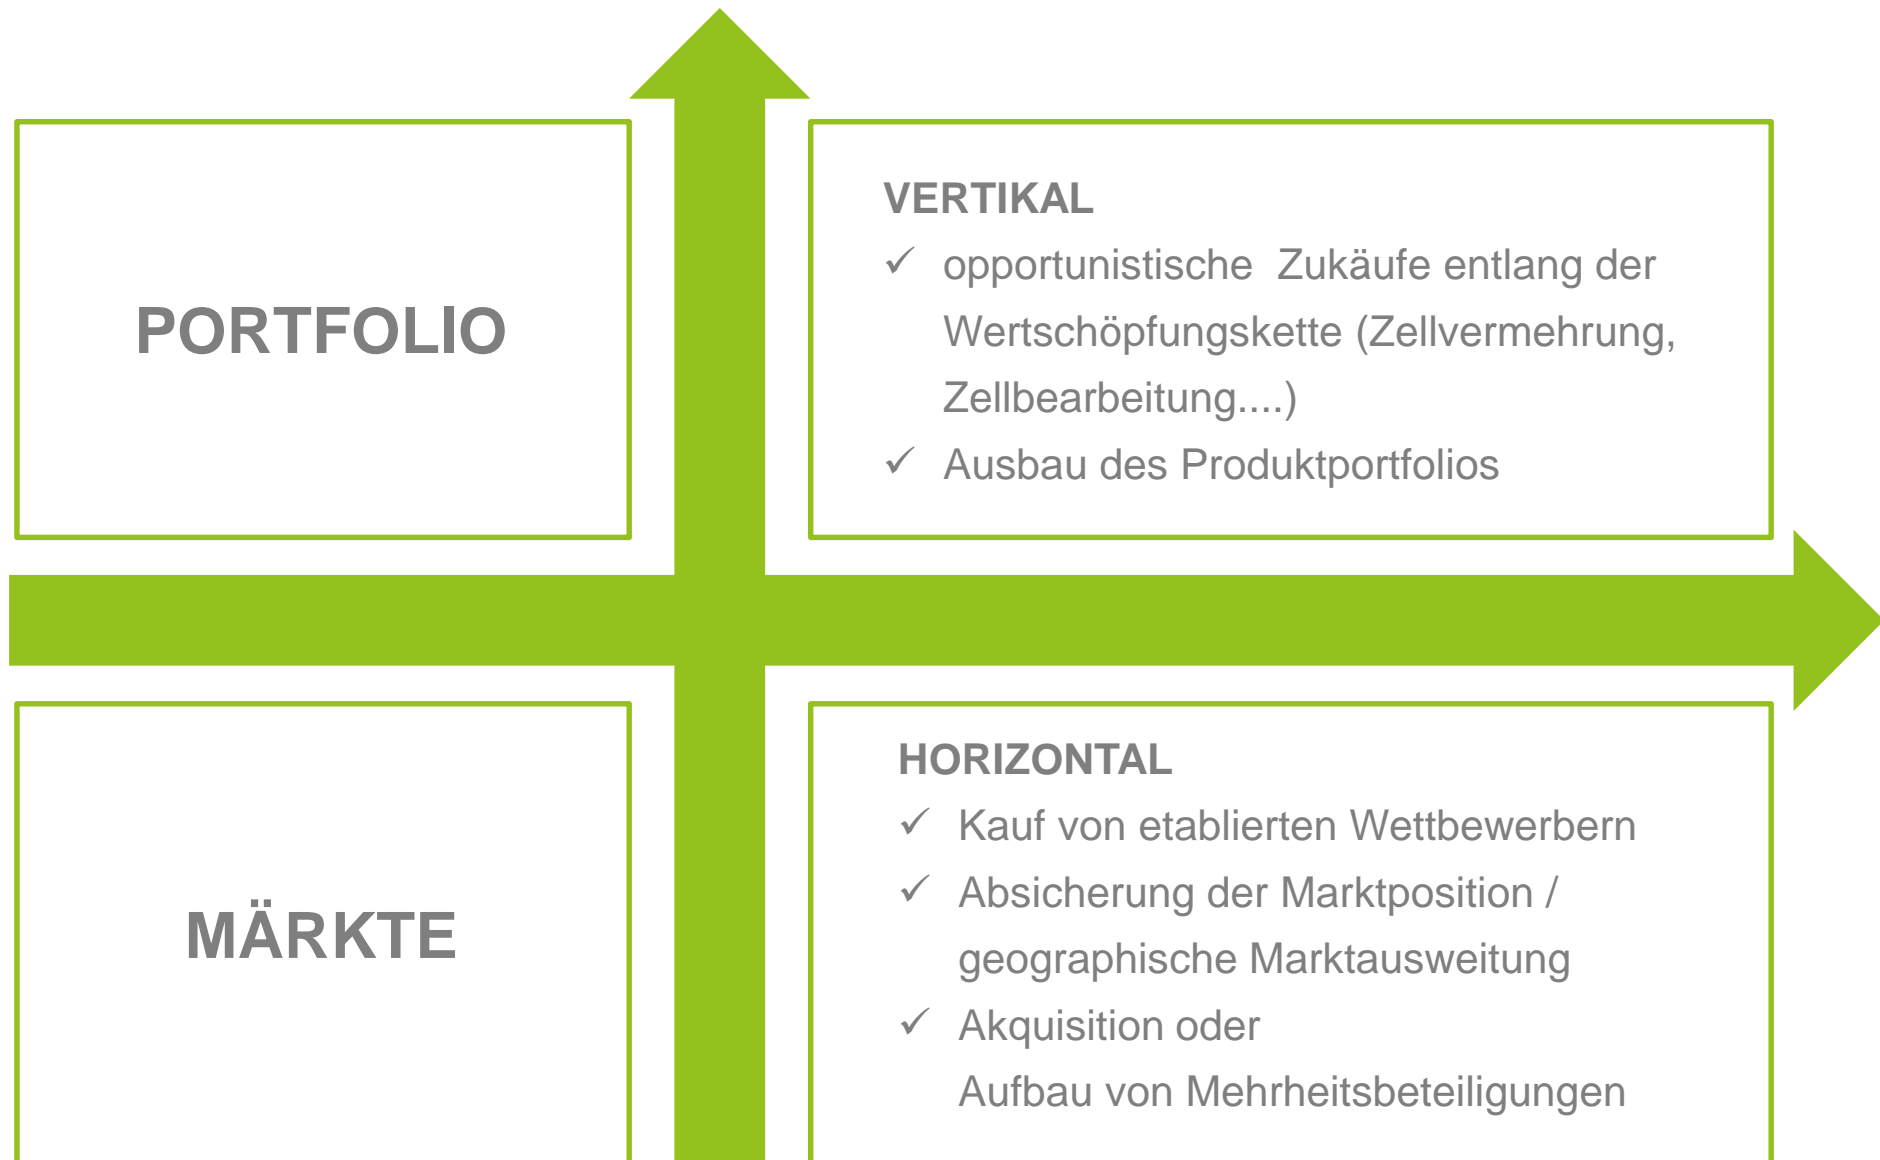 PORTFOLIO
VERTIKAL
✓ opportunistische Zukäufe entlang der
Wertschöpfungskette (Zellvermehrung,
Zellbearbeitung....)
✓ Ausbau des Produktportfolios
MÄRKTE
HORIZONTAL
✓ Kauf von etablierten Wettbewerbern
✓ Absicherung der Marktposition /
geographische Marktausweitung
✓ Akquisition oder
Aufbau von Mehrheitsbeteiligungen